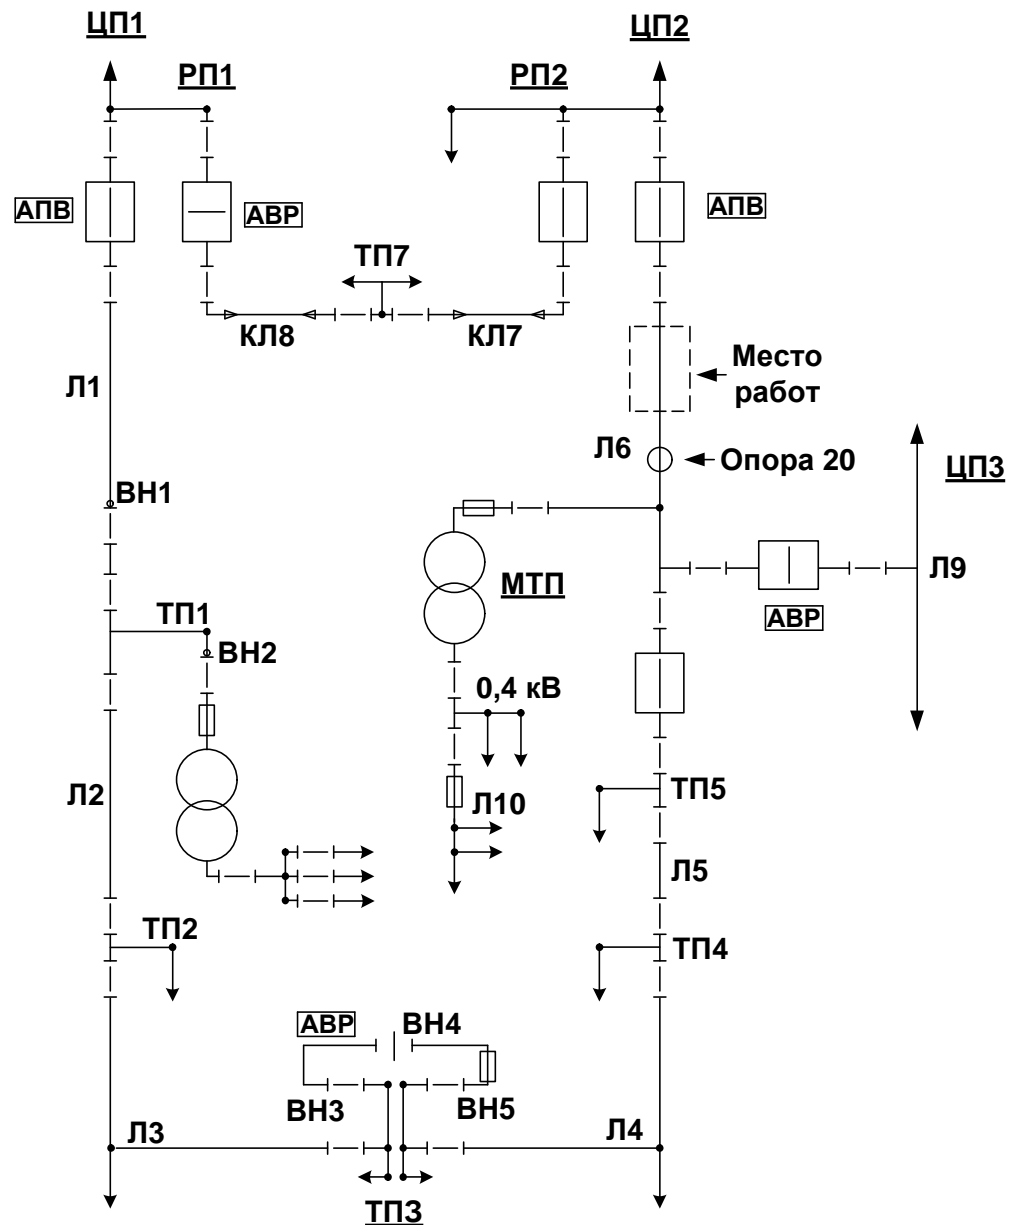 ЦП1
ЦП2
РП1
РП2
АПВ
АВР
АПВ
ТП7
КЛ8
КЛ7
Место
работ
Л1
Л6
Опора 20
ЦП3
ВН1
МТП
Л9
ТП1
АВР
ВН2
0,4 кВ
Л2
Л10
ТП5
Л5
ТП2
ТП4
АВР
ВН4
ВН3
ВН5
Л3
Л4
ТП3